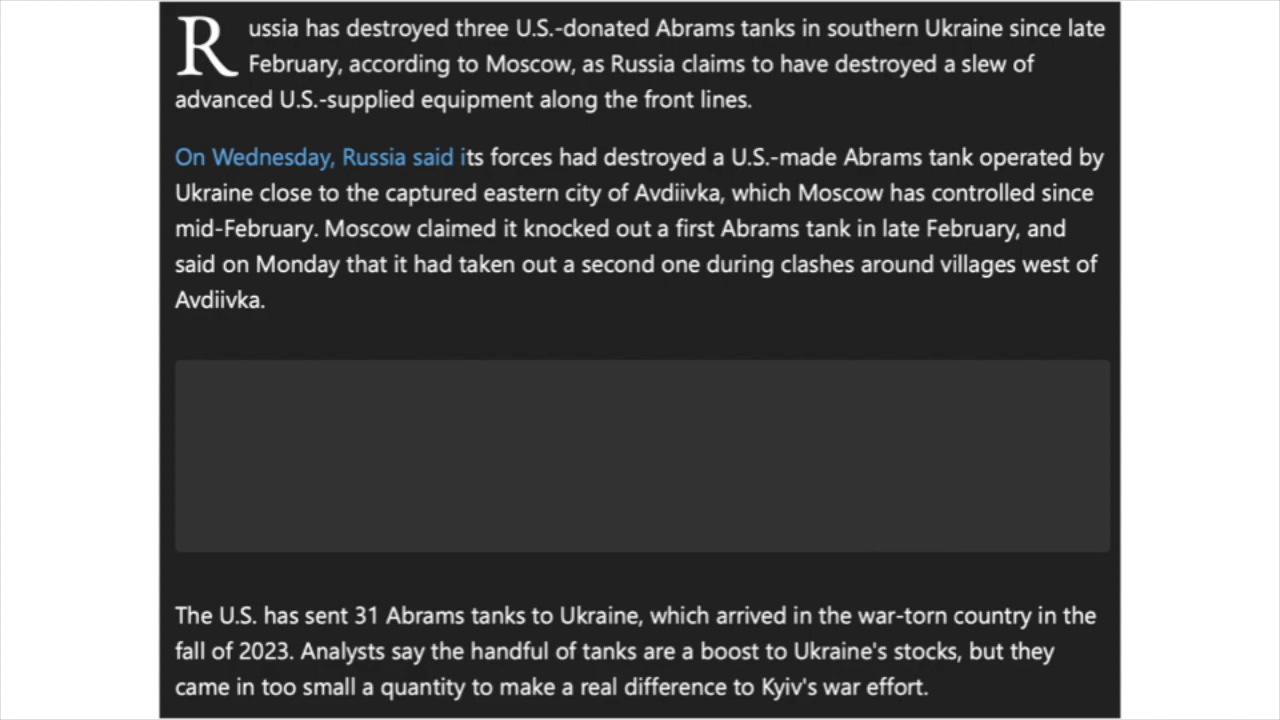 Russia has destroyed three U.S.-donated Abrams tanks in southern Ukraine since late
February, according to Moscow, as Russia claims to have destroyed a slew of
advanced U.S.-supplied equipment along the front lines.
On Wednesday, Russia said its forces had destroyed a U.S.-made Abrams tank operated by
Ukraine close to the captured eastern city of Avdiivka, which Moscow has controlled since
mid-February. Moscow claimed it knocked out a first Abrams tank in late February, and
said on Monday that it had taken out a second one during clashes around villages west of
Avdiivka.
The U.S. has sent 31 Abrams tanks to Ukraine, which arrived in the war-torn country in the
fall of 2023. Analysts say the handful of tanks are a boost to Ukraine's stocks, but they
came in too small a quantity to make a real difference to Kyiv's war effort.